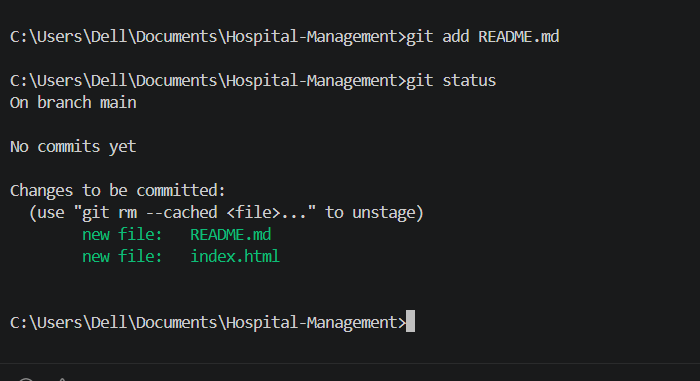 C:\Users\Dell\Documents\Hospital-Management>git add README.md
C:\Users\Dell\Documents\Hospital-Management>git status
On branch main
No commits yet
Changes to be committed:
  (use "git rm --cached <file>..." to unstage)
        new file:   README.md
        new file:   index.html
C:\Users\Dell\Documents\Hospital-Management>